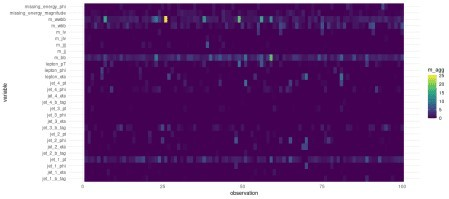 missing_energy_phi
missing_energy_magnitude
m_wwbb
m_wbb
m_lv
m_jlv
m_jjj
m_jj
m_bb
lepton_pT
lepton_phi
lepton_eta
jet_4_pt
jet_4_phi
jet_4_eta
jet_4_b_tag
jet_3_pt
jet_3_phi
jet_3_eta
jet_3_b_tag
jet_2_pt
jet_2_phi
jet_2_eta
jet_2_b_tag
jet_1_pt
jet_1_phi
jet_1_eta
jet_1_b_tag
variable
0
25
50
75
100
observation
m_agg
25
20
15
10
5
0